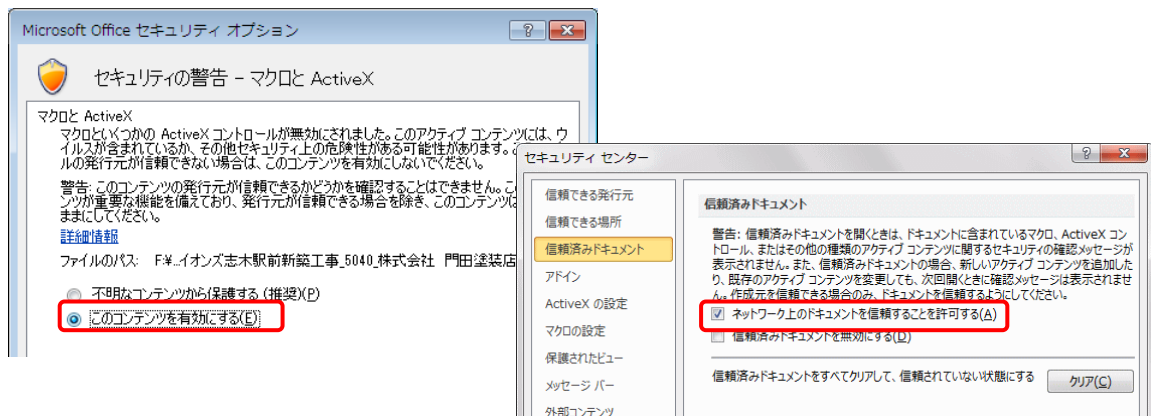 Microsoft Office セキュリティ オプション
セキュリティの警告 - マクロと ActiveX
マクロと ActiveX
マクロといくつかの ActiveX コントロールが無効にされました。このアクティブ コンテンツには、ウ
イルスが含まれているか、その他セキュリティ上の危険性がある可能性があります。
ルの発行元が信頼できない場合は、このコンテンツを有効にしないでください。
警告: このコンテンツの発行元が信頼できるかどうかを確認することはできません。
ンツが重要な機能を備えており、発行元が信頼できる場合を除き、このコンテンツは
ままにしてください。
詳細情報
ファイルのパス: F:¥...イオンズ志木駅前新築工事_5040_株式会社 門田塗装店
不明なコンテンツから保護する (推奨)(P)
このコンテンツを有効にする(E)
セキュリティ センター
信頼できる発行元
信頼できる場所
信頼済みドキュメント
アドイン
ActiveX の設定
マクロの設定
保護されたビュー
メッセージ バー
外部コンテンツ
信頼済みドキュメント
警告: 信頼済みドキュメントを開くときは、ドキュメントに含まれているマクロ、ActiveX コン
トロール、またはその他の種類のアクティブ コンテンツに関するセキュリティの確認メッセージが
表示されません。また、信頼済みドキュメントの場合、新しいアクティブ コンテンツを追加した
り、既存のアクティブ コンテンツを変更しても、次回開くときに確認メッセージは表示されませ
ん。作成元を信頼できる場合のみ、ドキュメントを信頼するようにしてください。
ネットワーク上のドキュメントを信頼することを許可する(A)
信頼済みドキュメントを無効にする(D)
信頼済みドキュメントをすべてクリアして、信頼されていない状態にする
クリア(C)